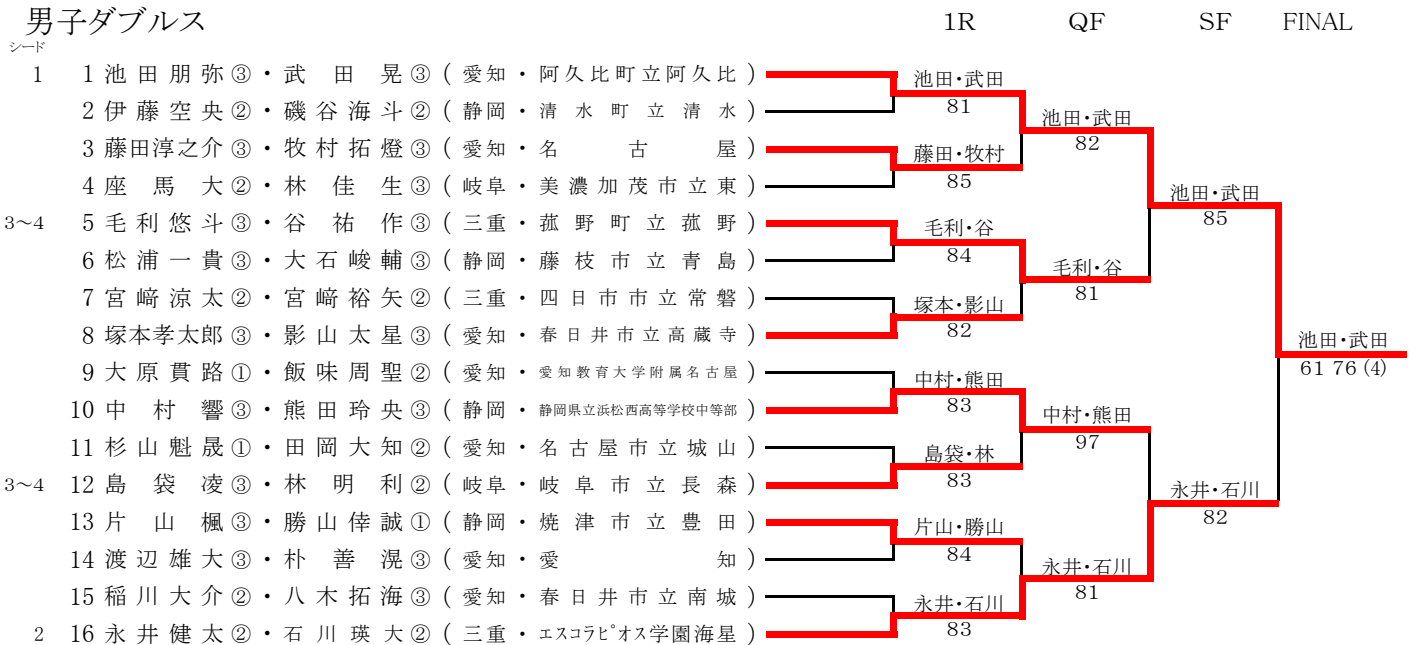 男子ダブルス 1R QF SF FINAL
シード
1 1 池田朋弥③・武田晃③(愛知・阿久比町立阿久比)
池田・武田
81
2 伊藤空央②・磯谷海斗②(静岡・清水町立清水)
池田・武田
82
3 藤田淳之介③・牧村拓燈③(愛知・名古屋)
藤田・牧村
85
4 座馬大②・林佳生③(岐阜・美濃加茂市立東)
池田・武田
85
3～4 5 毛利悠斗③・谷祐作③(三重・菰野町立菰野)
毛利・谷
84
6 松浦一貴③・大石峻輔③(静岡・藤枝市立青島)
毛利・谷
81
7 宮﨑涼太②・宮﨑裕矢②(三重・四日市市立常磐)
塚本・影山
82
8 塚本孝太郎③・影山太星③(愛知・春日井市立高蔵寺)
池田・武田
61 76 (4)
9 大原貫路①・飯味周聖②(愛知・愛知教育大学附属名古屋)
中村・熊田
83
10 中村響③・熊田玲央③(静岡・静岡県立浜松西高等学校中等部)
中村・熊田
97
11 杉山魁晟①・田岡大知②(愛知・名古屋市立城山)
島袋・林
83
3～4 12 島袋凌③・林明利②(岐阜・岐阜市立長森)
永井・石川
82
13 片山楓③・勝山倖誠①(静岡・焼津市立豊田)
片山・勝山
84
14 渡辺雄大③・朴善滉③(愛知・愛知)
永井・石川
81
15 稲川大介②・八木拓海③(愛知・春日井市立南城)
永井・石川
83
2 16 永井健太②・石川瑛大②(三重・エスコラピオス学園海星)